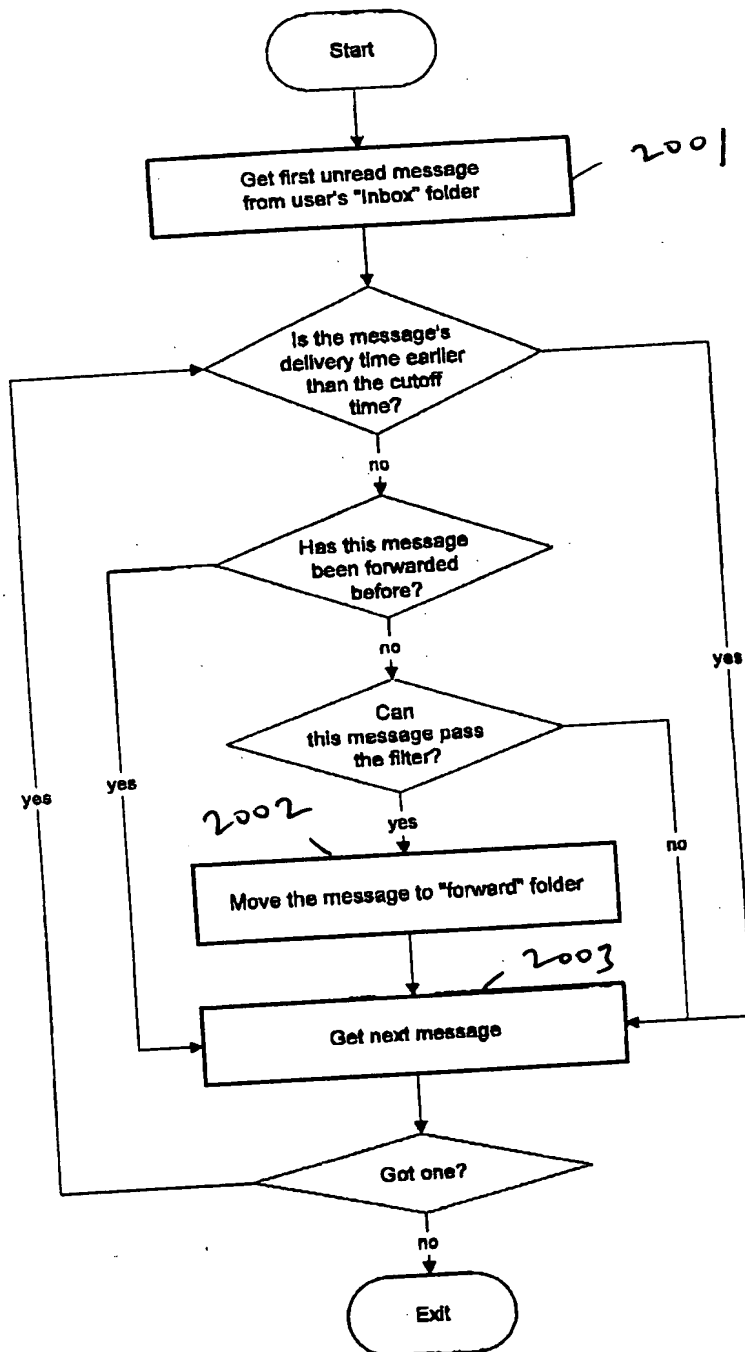 Start
Get first unread message
from user's "Inbox" folder
2001
Is the message's
delivery time earlier
than the cutoff
time?
no
Has this message
been forwarded
before?
no
yes
Can
this message pass
the filter?
yes
yes
2002
yes
no
Move the message to "forward" folder
2003
Get next message
Got one?
no
Exit